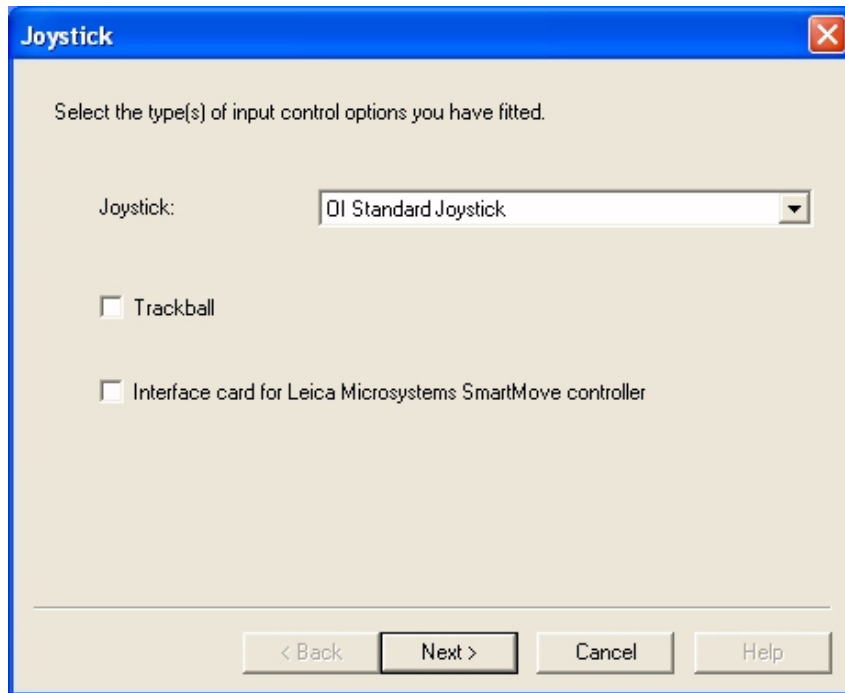 Joystick
Select the type(s) of input control options you have fitted.
Joystick: OI Standard Joystick
Trackball
Interface card for Leica Microsystems SmartMove controller
< Back Next > Cancel Help